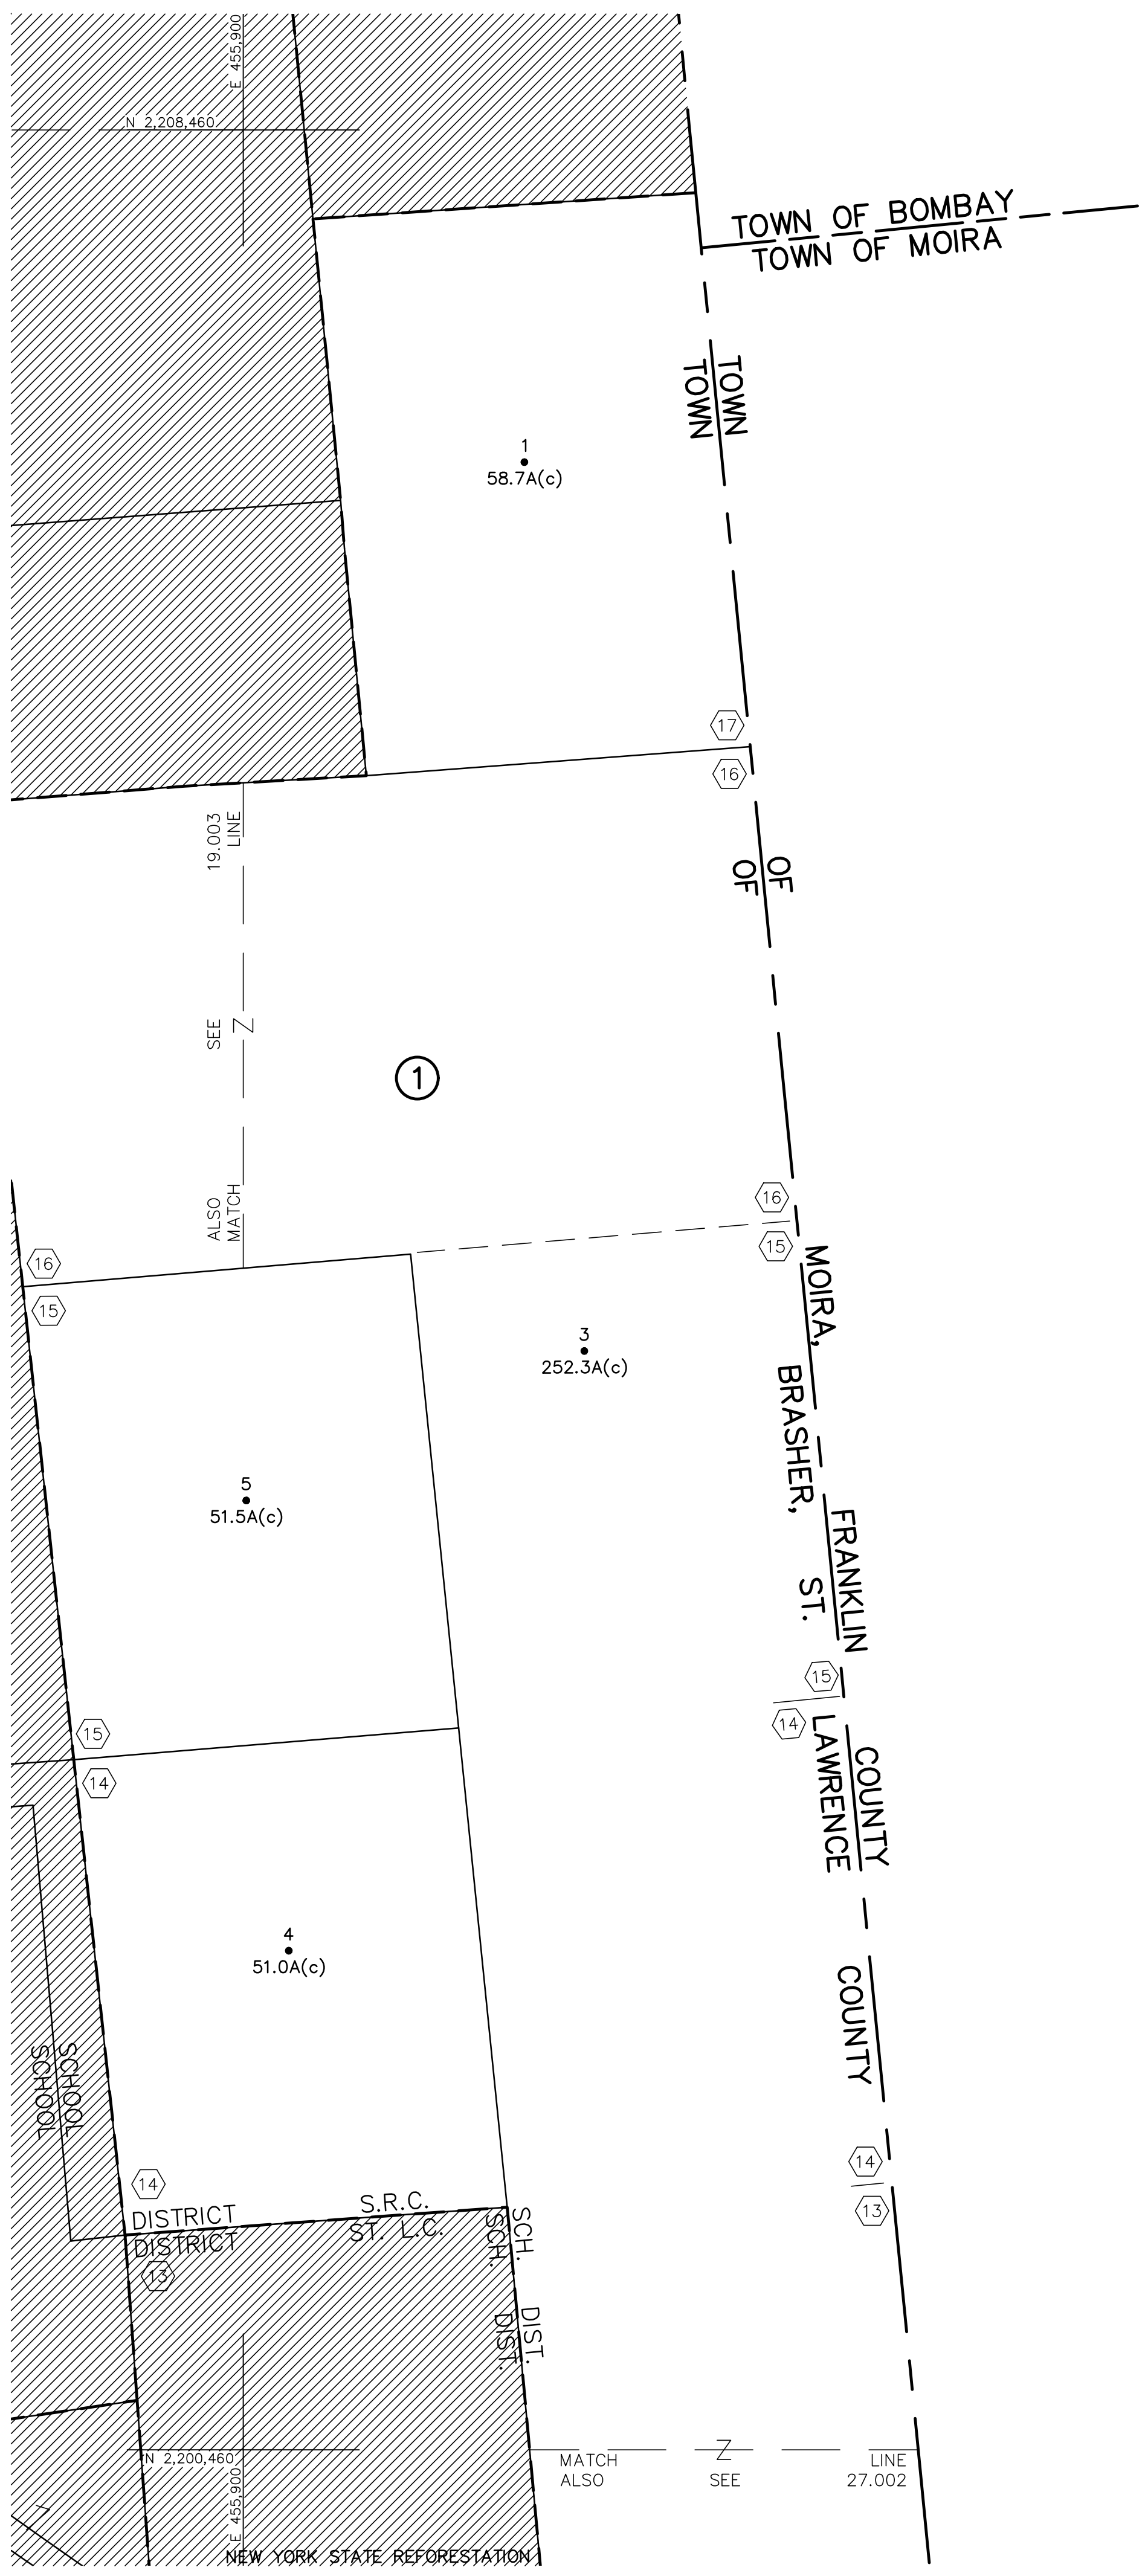 E 455,900
N 2,208,460
TOWN OF BOMBAY
TOWN OF MOIRA
TOWN
TOWN
1
58.7A(c)
17
16
19.003
LINE
OF
OF
SEE
Z
1
ALSO
MATCH
16
15
16
15
MOIRA,
BRASHER,
3
252.3A(c)
5
51.5A(c)
FRANKLIN
ST.
15
14
LAWRENCE
COUNTY
15
14
4
51.0A(c)
COUNTY
SCHOOL
SCHOOL
14
13
14
DISTRICT
S.R.C.
DISTRICT
ST. L.C.
13
SCH.
SCH.
DIST.
DIST.
N 2,200,460
E 455,900
MATCH
Z
LINE
ALSO
SEE
27.002
NEW YORK STATE REFORESTATION